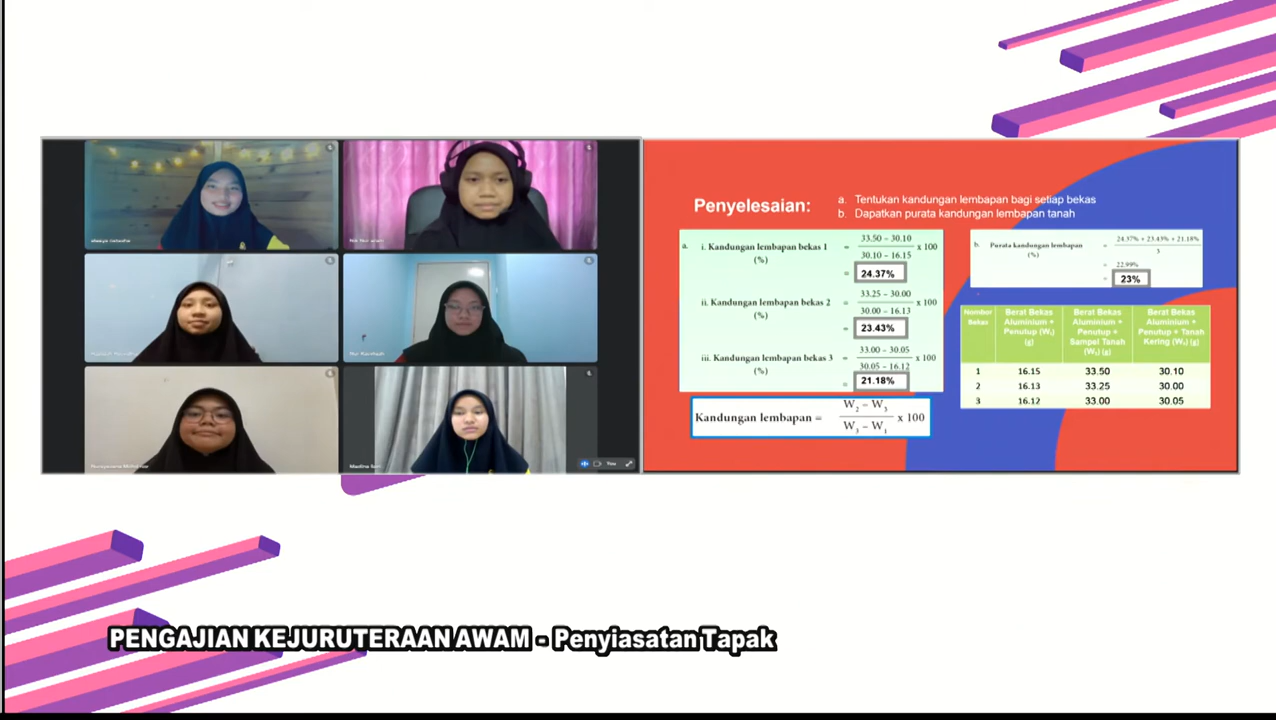 Penyelesaian:
a. Tentukan kandungan lembapan bagi setiap bekas
b. Dapatkan purata kandungan lembapan tanah
a. i. Kandungan lembapan bekas 1 (%) = 33.50 – 30.10 / 30.10 – 16.15 x 100
= 24.37%
ii. Kandungan lembapan bekas 2 (%) = 33.25 – 30.00 / 30.00 – 16.13 x 100
= 23.43%
iii. Kandungan lembapan bekas 3 (%) = 33.00 – 30.05 / 30.05 – 16.12 x 100
= 21.18%
Kandungan lembapan = W₂ – W₃ / W₃ – W₁ x 100
b. Purata kandungan lembapan (%) = 24.37% + 23.43% + 21.18% / 3
= 22.99%
= 23%
Nombor Bekas
Berat Bekas Aluminium + Penutup (W₁) (g)
Berat Bekas Aluminium + Penutup + Sampel Tanah (W₂) (g)
Berat Bekas Aluminium + Penutup + Tanah Kering (W₃) (g)
1 16.15 33.50 30.10
2 16.13 33.25 30.00
3 16.12 33.00 30.05
You
PENGAJIAN KEJURUTERAAN AWAM - Penyiasatan Tapak